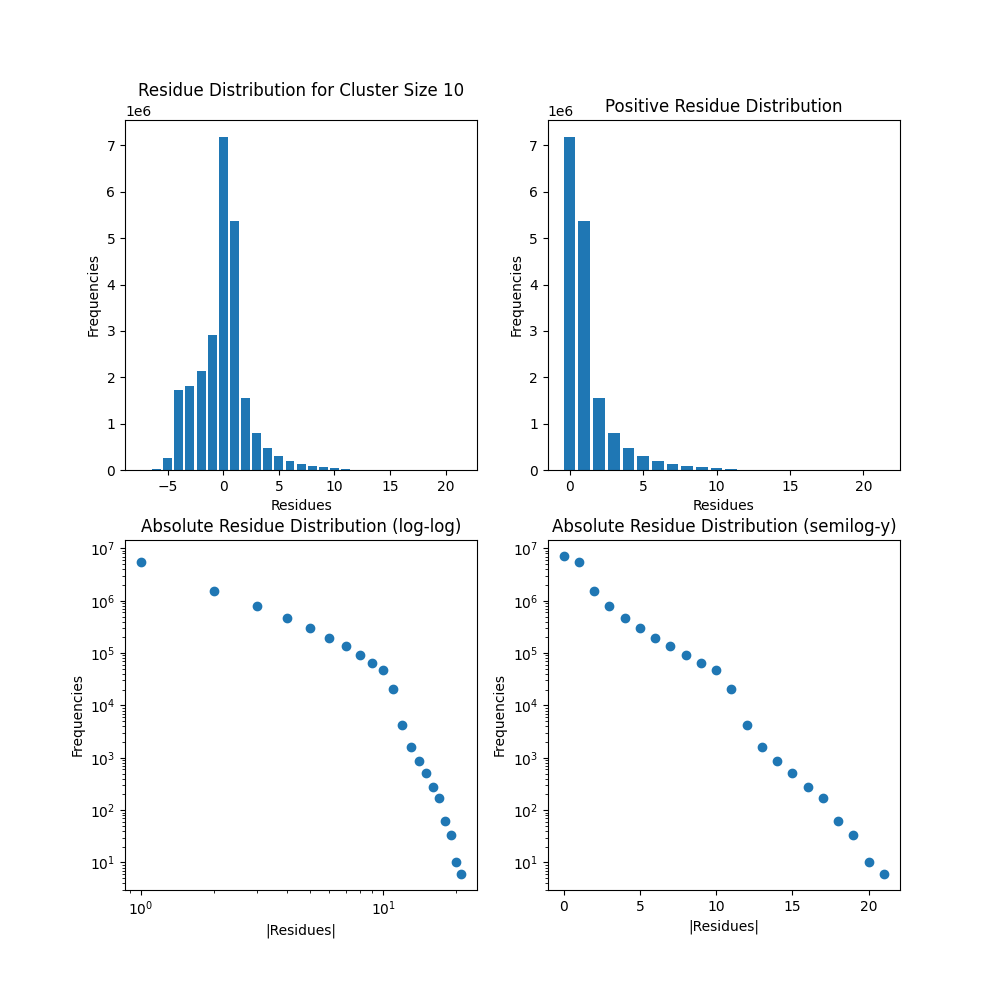 Residue Distribution for Cluster Size 10
1e6
7
6
5
4
3
2
1
0
Frequencies
−5 0 5 10 15 20
Residues
Positive Residue Distribution
1e6
7
6
5
4
3
2
1
0
Frequencies
0 5 10 15 20
Residues
Absolute Residue Distribution (log-log)
10⁷
10⁶
10⁵
10⁴
10³
10²
10¹
Frequencies
10⁰ 10¹
|Residues|
Absolute Residue Distribution (semilog-y)
10⁷
10⁶
10⁵
10⁴
10³
10²
10¹
Frequencies
0 5 10 15 20
|Residues|